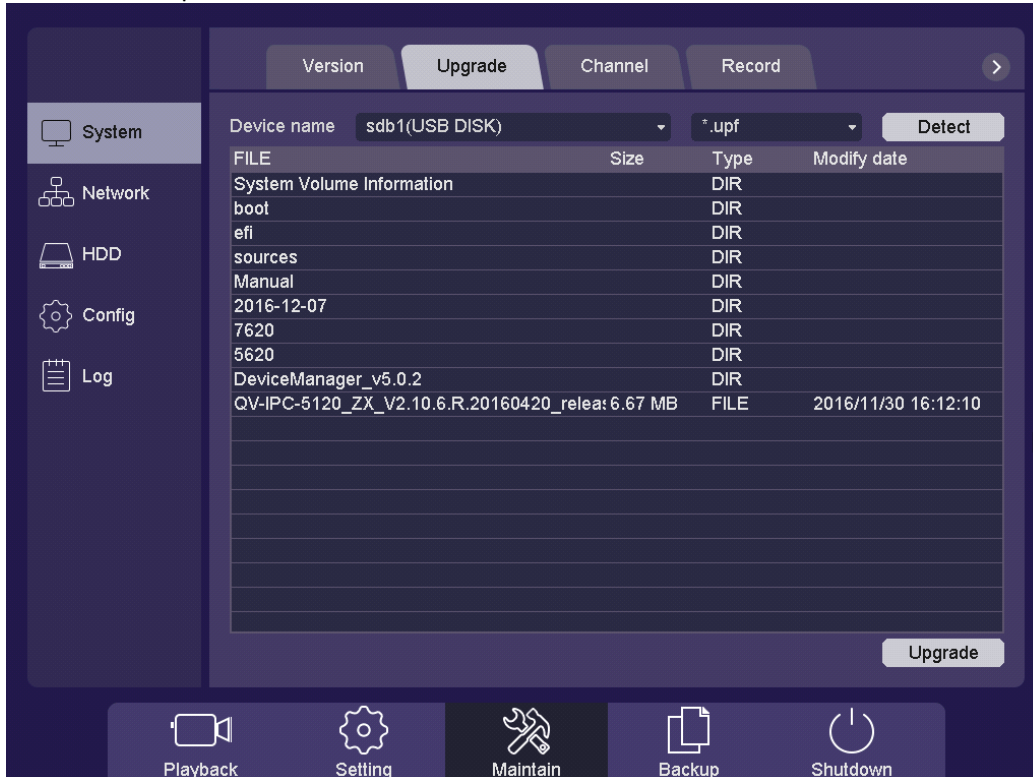 Version Upgrade Channel Record
System
Network
HDD
Config
Log
Device name sdb1(USB DISK) *.upf Detect
FILE Size Type Modify date
System Volume Information DIR
boot DIR
efi DIR
sources DIR
Manual DIR
2016-12-07 DIR
7620 DIR
5620 DIR
DeviceManager_v5.0.2 DIR
QV-IPC-5120_ZX_V2.10.6.R.20160420_relea 6.67 MB FILE 2016/11/30 16:12:10
Upgrade
Playback Setting Maintain Backup Shutdown